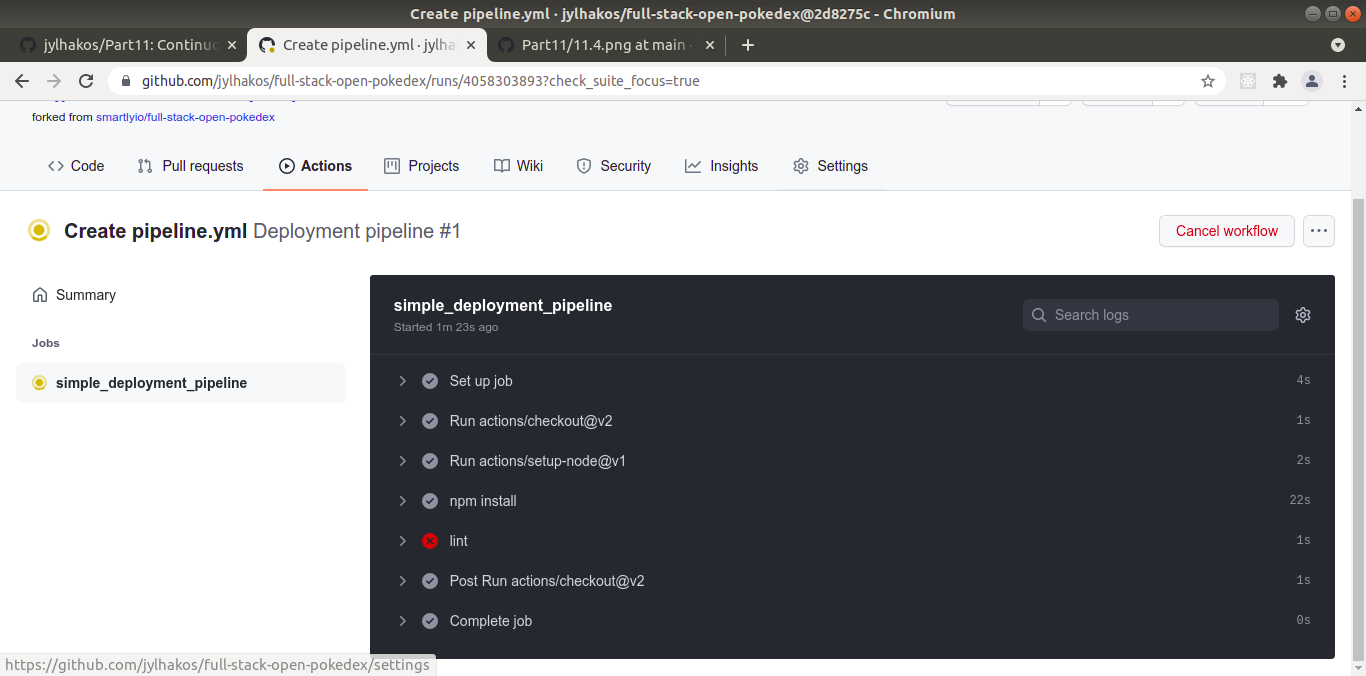 Create pipeline.yml · jylhakos/full-stack-open-pokedex@2d8275c - Chromium
jylhakos/Part11: Continuo
Create pipeline.yml · jylha
Part11/11.4.png at main ·
github.com/jylhakos/full-stack-open-pokedex/runs/4058303893?check_suite_focus=true
forked from smartlyio/full-stack-open-pokedex
Code
Pull requests
Actions
Projects
Wiki
Security
Insights
Settings
Create pipeline.yml Deployment pipeline #1
Cancel workflow
Summary
Jobs
simple_deployment_pipeline
simple_deployment_pipeline
Started 1m 23s ago
Search logs
Set up job 4s
Run actions/checkout@v2 1s
Run actions/setup-node@v1 2s
npm install 22s
lint 1s
Post Run actions/checkout@v2 1s
Complete job 0s
https://github.com/jylhakos/full-stack-open-pokedex/settings